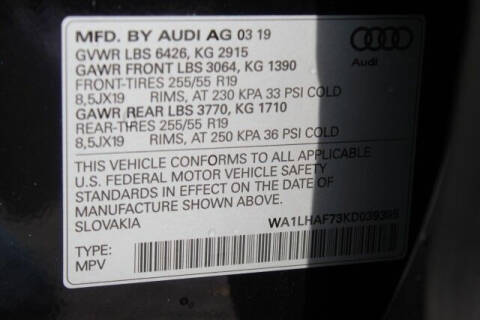 MFD. BY AUDI AG 03 19
GVWR LBS 6426, KG 2915
GAWR FRONT LBS 3064, KG 1390
FRONT-TIRES 255/55 R19
8,5JX19 RIMS, AT 230 KPA 33 PSI COLD
GAWR REAR LBS 3770, KG 1710
REAR-TIRES 255/55 R19
8,5JX19 RIMS, AT 250 KPA 36 PSI COLD
Audi
THIS VEHICLE CONFORMS TO ALL APPLICABLE
U.S. FEDERAL MOTOR VEHICLE SAFETY
STANDARDS IN EFFECT ON THE DATE OF
MANUFACTURE SHOWN ABOVE.
SLOVAKIA
TYPE:
MPV